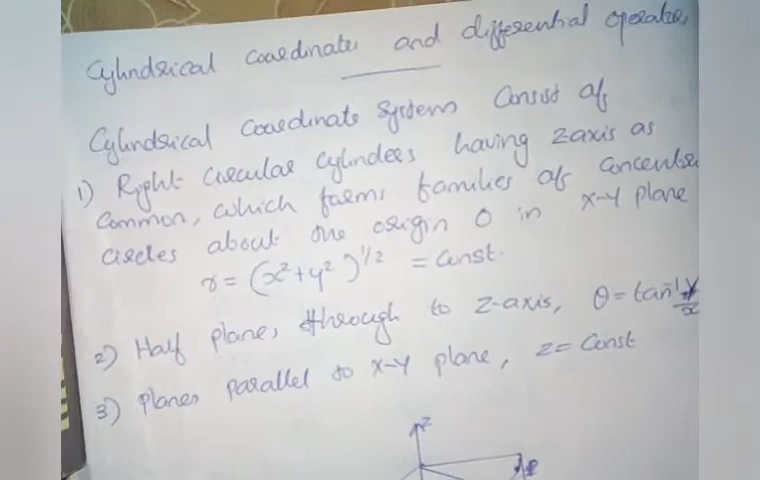 Cylindrical coordinate and differential operator
Cylindrical coordinate system consist of
1) Right circular cylinders having z axis as
common, which forms families of concentric
circles about the origin O in x-y plane
r = (x²+y²)^1/2 = const.
2) Half plane, through to z-axis, θ = tan⁻¹ y/x
3) planes parallel to x-y plane, z = Const
z
P